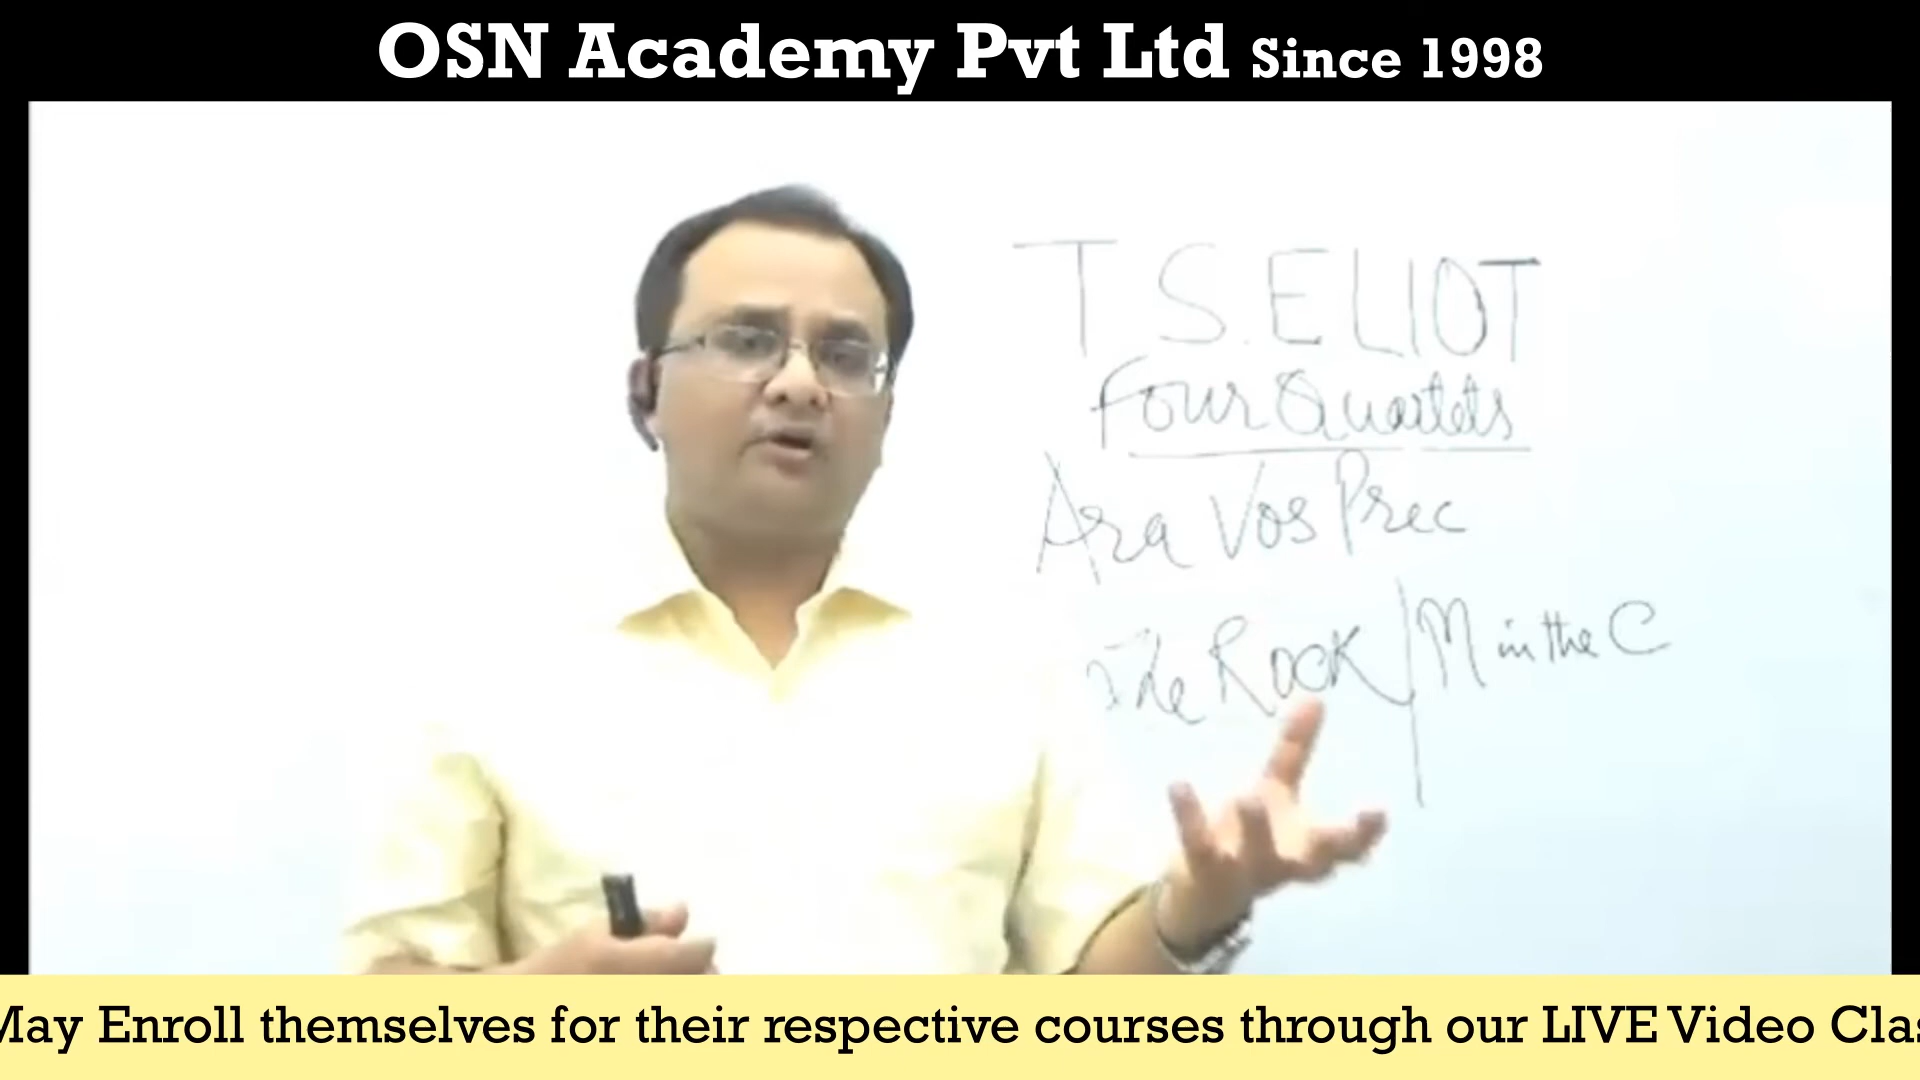 OSN Academy Pvt Ltd Since 1998
T S. ELIOT
Four Quartets
Ara Vos Prec
The Rock / M in the C
May Enroll themselves for their respective courses through our LIVE Video Clas